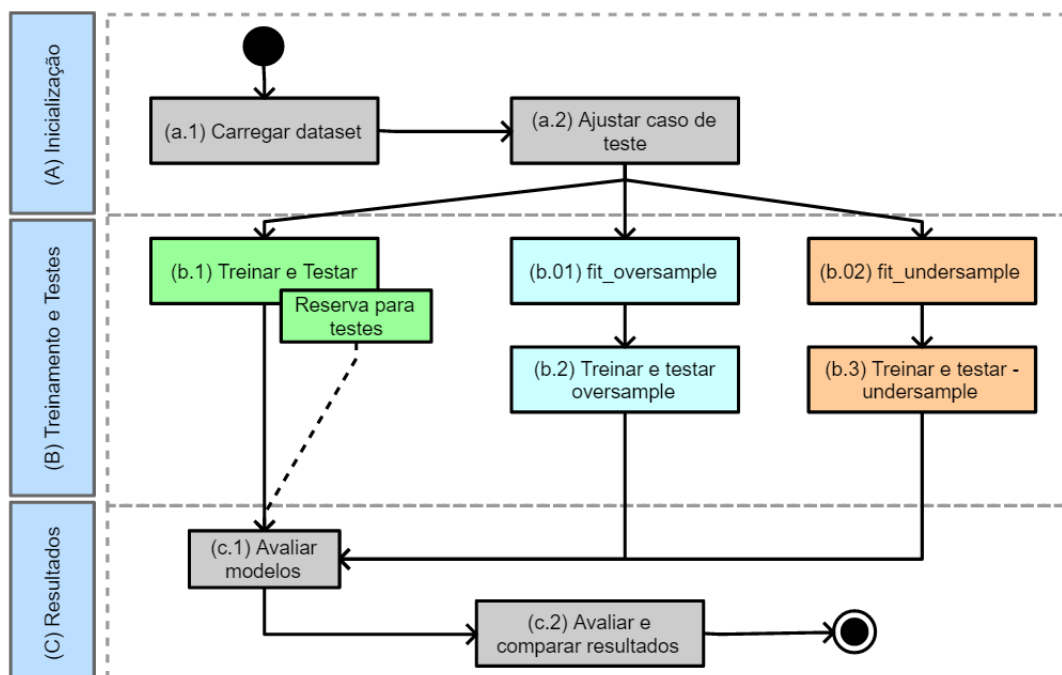 (A) Inicialização
(a.1) Carregar dataset
(a.2) Ajustar caso de
teste
(B) Treinamento e Testes
(b.1) Treinar e Testar
Reserva para
testes
(b.01) fit_oversample
(b.02) fit_undersample
(b.2) Treinar e testar
oversample
(b.3) Treinar e testar -
undersample
(C) Resultados
(c.1) Avaliar
modelos
(c.2) Avaliar e
comparar resultados